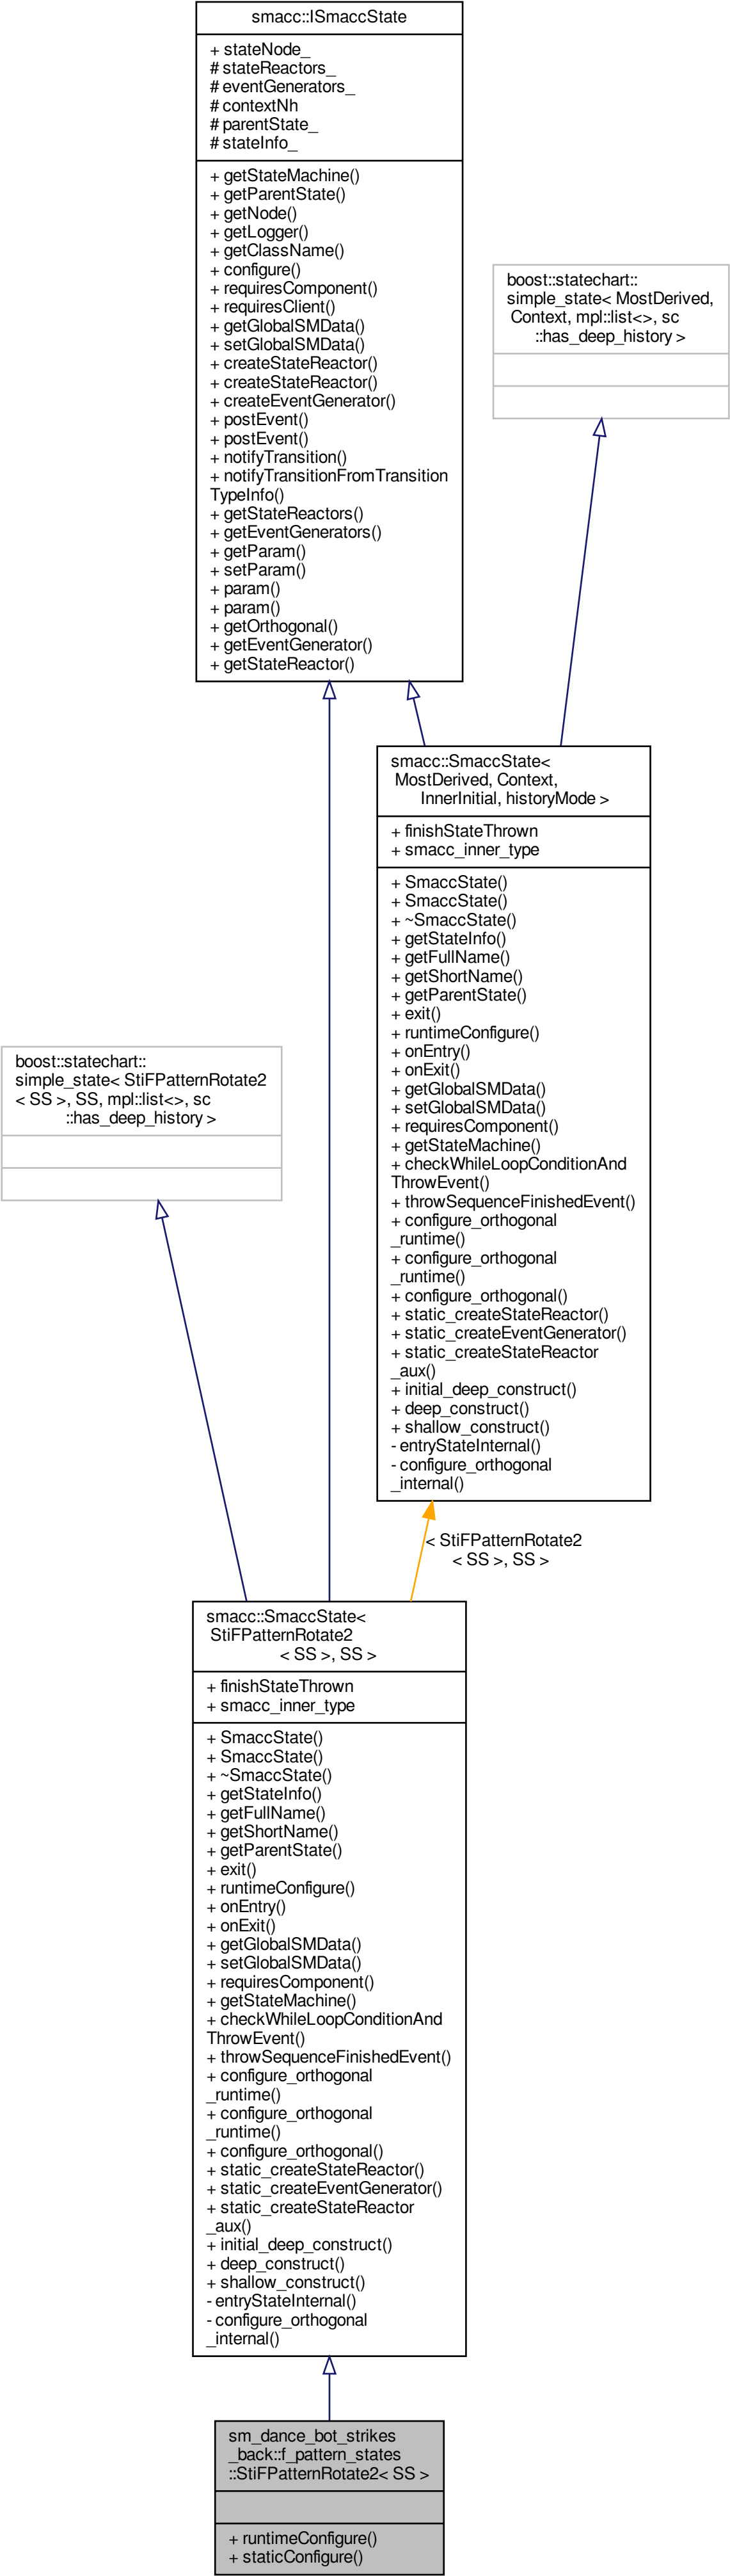 smacc::ISmaccState
+ stateNode_
# stateReactors_
# eventGenerators_
# contextNh
# parentState_
# stateInfo_
+ getStateMachine()
+ getParentState()
+ getNode()
+ getLogger()
+ getClassName()
+ configure()
+ requiresComponent()
+ requiresClient()
+ getGlobalSMData()
+ setGlobalSMData()
+ createStateReactor()
+ createStateReactor()
+ createEventGenerator()
+ postEvent()
+ postEvent()
+ notifyTransition()
+ notifyTransitionFromTransition
TypeInfo()
+ getStateReactors()
+ getEventGenerators()
+ getParam()
+ setParam()
+ param()
+ param()
+ getOrthogonal()
+ getEventGenerator()
+ getStateReactor()
boost::statechart::
simple_state< MostDerived,
Context, mpl::list<>, sc
::has_deep_history >
smacc::SmaccState<
MostDerived, Context,
InnerInitial, historyMode >
+ finishStateThrown
+ smacc_inner_type
+ SmaccState()
+ SmaccState()
+ ~SmaccState()
+ getStateInfo()
+ getFullName()
+ getShortName()
+ getParentState()
+ exit()
+ runtimeConfigure()
+ onEntry()
+ onExit()
+ getGlobalSMData()
+ setGlobalSMData()
+ requiresComponent()
+ getStateMachine()
+ checkWhileLoopConditionAnd
ThrowEvent()
+ throwSequenceFinishedEvent()
+ configure_orthogonal
_runtime()
+ configure_orthogonal
_runtime()
+ configure_orthogonal()
+ static_createStateReactor()
+ static_createEventGenerator()
+ static_createStateReactor
_aux()
+ initial_deep_construct()
+ deep_construct()
+ shallow_construct()
- entryStateInternal()
- configure_orthogonal
_internal()
boost::statechart::
simple_state< StiFPatternRotate2
< SS >, SS, mpl::list<>, sc
::has_deep_history >
< StiFPatternRotate2
< SS >, SS >
smacc::SmaccState<
StiFPatternRotate2
< SS >, SS >
+ finishStateThrown
+ smacc_inner_type
+ SmaccState()
+ SmaccState()
+ ~SmaccState()
+ getStateInfo()
+ getFullName()
+ getShortName()
+ getParentState()
+ exit()
+ runtimeConfigure()
+ onEntry()
+ onExit()
+ getGlobalSMData()
+ setGlobalSMData()
+ requiresComponent()
+ getStateMachine()
+ checkWhileLoopConditionAnd
ThrowEvent()
+ throwSequenceFinishedEvent()
+ configure_orthogonal
_runtime()
+ configure_orthogonal
_runtime()
+ configure_orthogonal()
+ static_createStateReactor()
+ static_createEventGenerator()
+ static_createStateReactor
_aux()
+ initial_deep_construct()
+ deep_construct()
+ shallow_construct()
- entryStateInternal()
- configure_orthogonal
_internal()
sm_dance_bot_strikes
_back::f_pattern_states
::StiFPatternRotate2< SS >
+ runtimeConfigure()
+ staticConfigure()